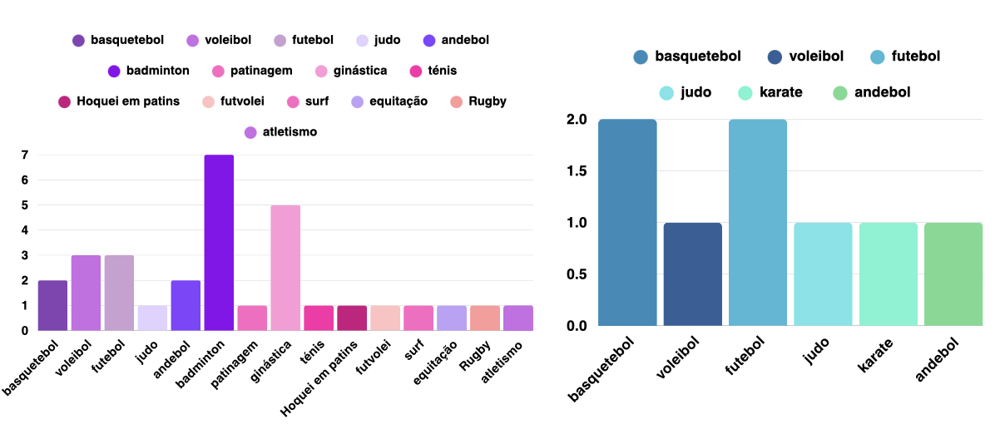 basquetebol voleibol futebol judo andebol
badminton patinagem ginástica ténis
Hoquei em patins futvolei surf equitação Rugby
atletismo
7
6
5
4
3
2
1
0
basquetebol voleibol futebol judo andebol badminton patinagem ginástica ténis Hoquei em patins futvolei surf equitação Rugby atletismo
basquetebol voleibol futebol
judo karate andebol
2.0
1.5
1.0
0.5
0.0
basquetebol voleibol futebol judo karate andebol